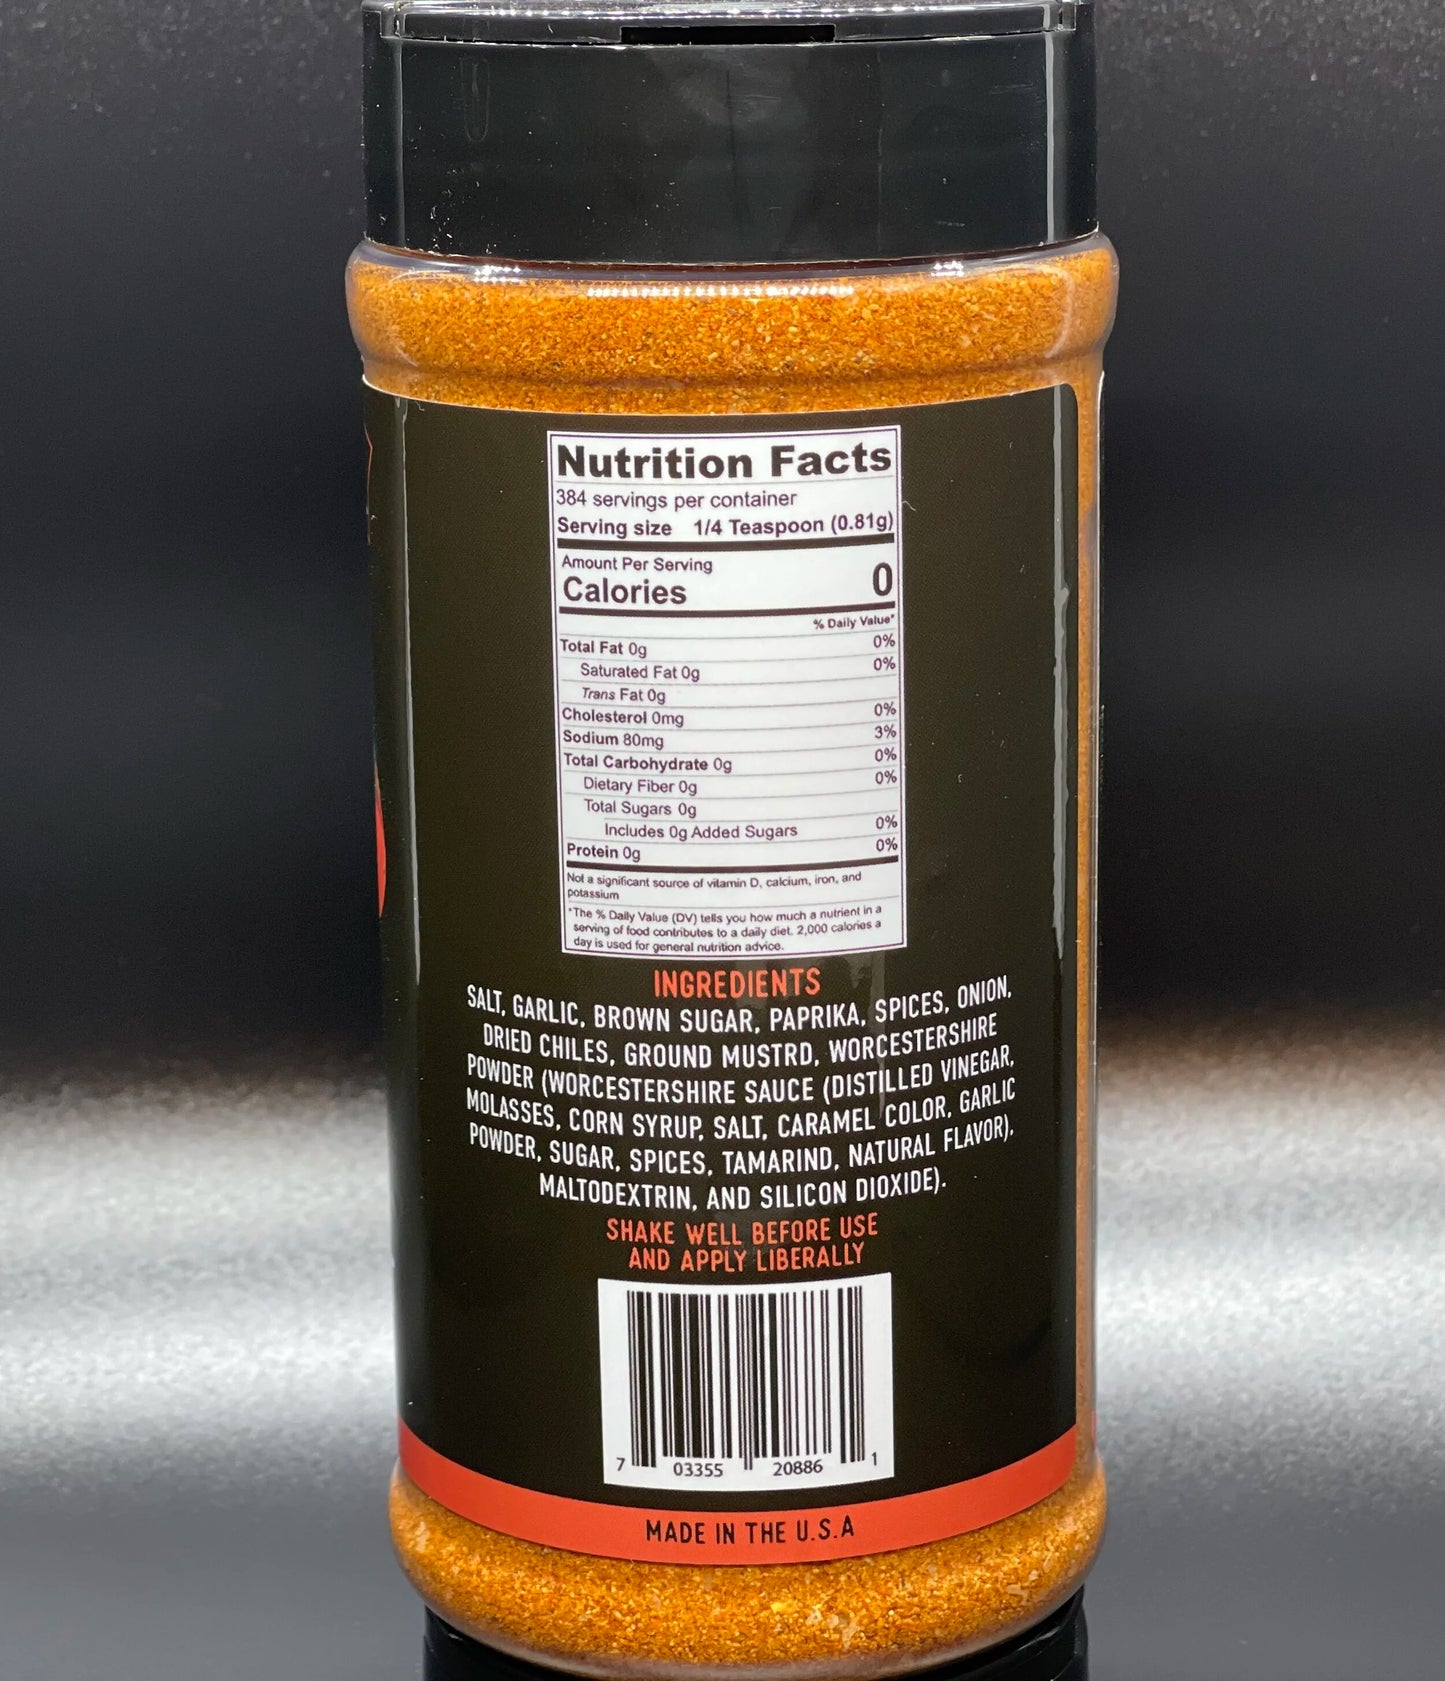 Nutrition Facts
384 servings per container
Serving size 1/4 Teaspoon (0.81g)
Amount Per Serving
Calories 0
% Daily Value*
Total Fat 0g 0%
Saturated Fat 0g 0%
Trans Fat 0g
Cholesterol 0mg 0%
Sodium 80mg 3%
Total Carbohydrate 0g 0%
Dietary Fiber 0g 0%
Total Sugars 0g
Includes 0g Added Sugars 0%
Protein 0g 0%
Not a significant source of vitamin D, calcium, iron, and
potassium
*The % Daily Value (DV) tells you how much a nutrient in a
serving of food contributes to a daily diet. 2,000 calories a
day is used for general nutrition advice.
INGREDIENTS
SALT, GARLIC, BROWN SUGAR, PAPRIKA, SPICES, ONION,
DRIED CHILES, GROUND MUSTRD, WORCESTERSHIRE
POWDER (WORCESTERSHIRE SAUCE (DISTILLED VINEGAR,
MOLASSES, CORN SYRUP, SALT, CARAMEL COLOR, GARLIC
POWDER, SUGAR, SPICES, TAMARIND, NATURAL FLAVOR),
MALTODEXTRIN, AND SILICON DIOXIDE).
SHAKE WELL BEFORE USE
AND APPLY LIBERALLY
7 03355 20886 1
MADE IN THE U.S.A